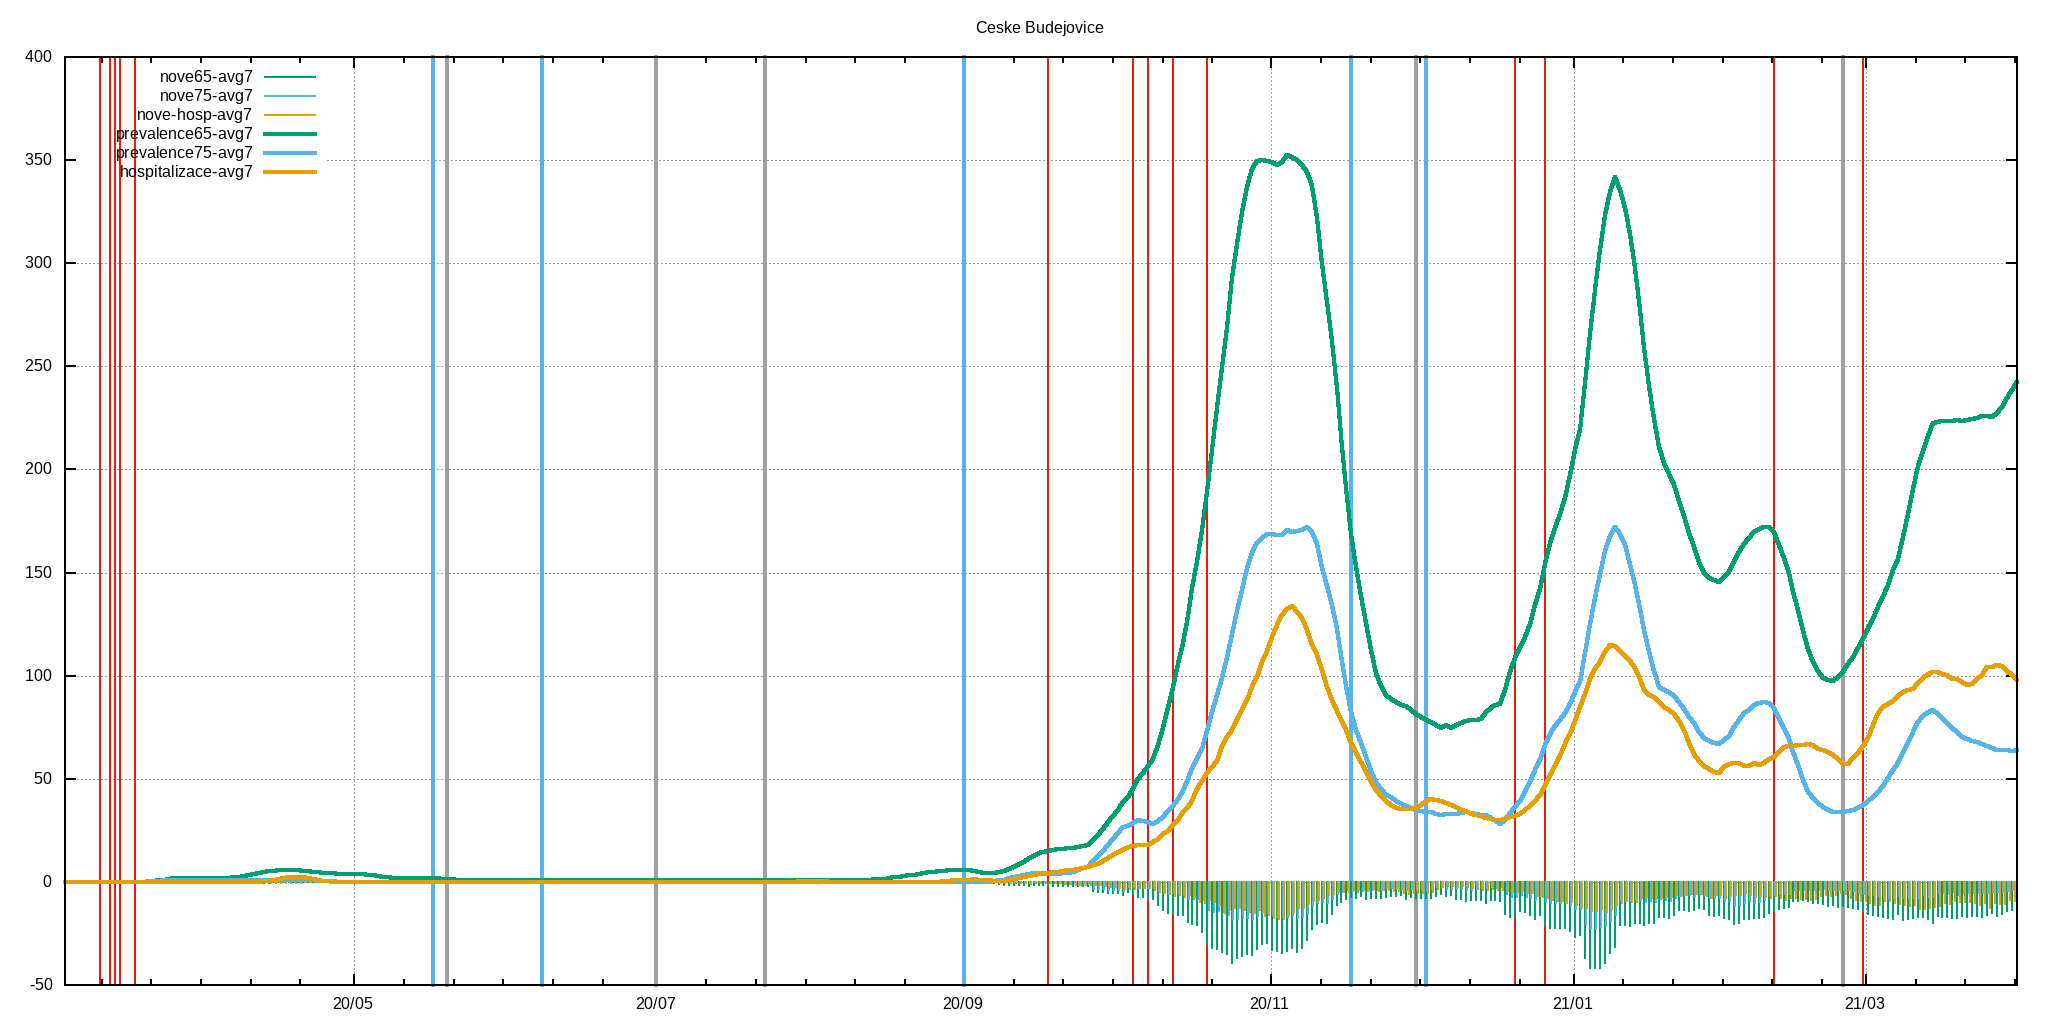 Ceske Budejovice
400
350
300
250
200
150
100
50
0
-50
nove65-avg7
nove75-avg7
nove-hosp-avg7
prevalence65-avg7
prevalence75-avg7
hospitalizace-avg7
20/05
20/07
20/09
20/11
21/01
21/03